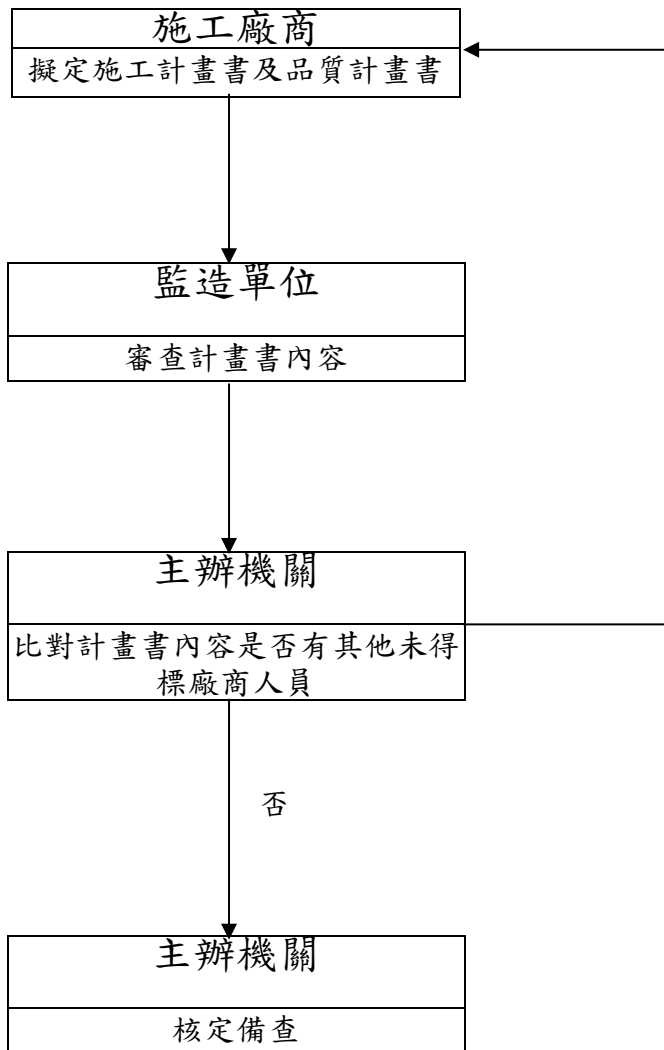 施工廠商
擬定施工計畫書及品質計畫書
監造單位
審查計畫書內容
主辦機關
比對計畫書內容是否有其他未得
標廠商人員
否
主辦機關
核定備查